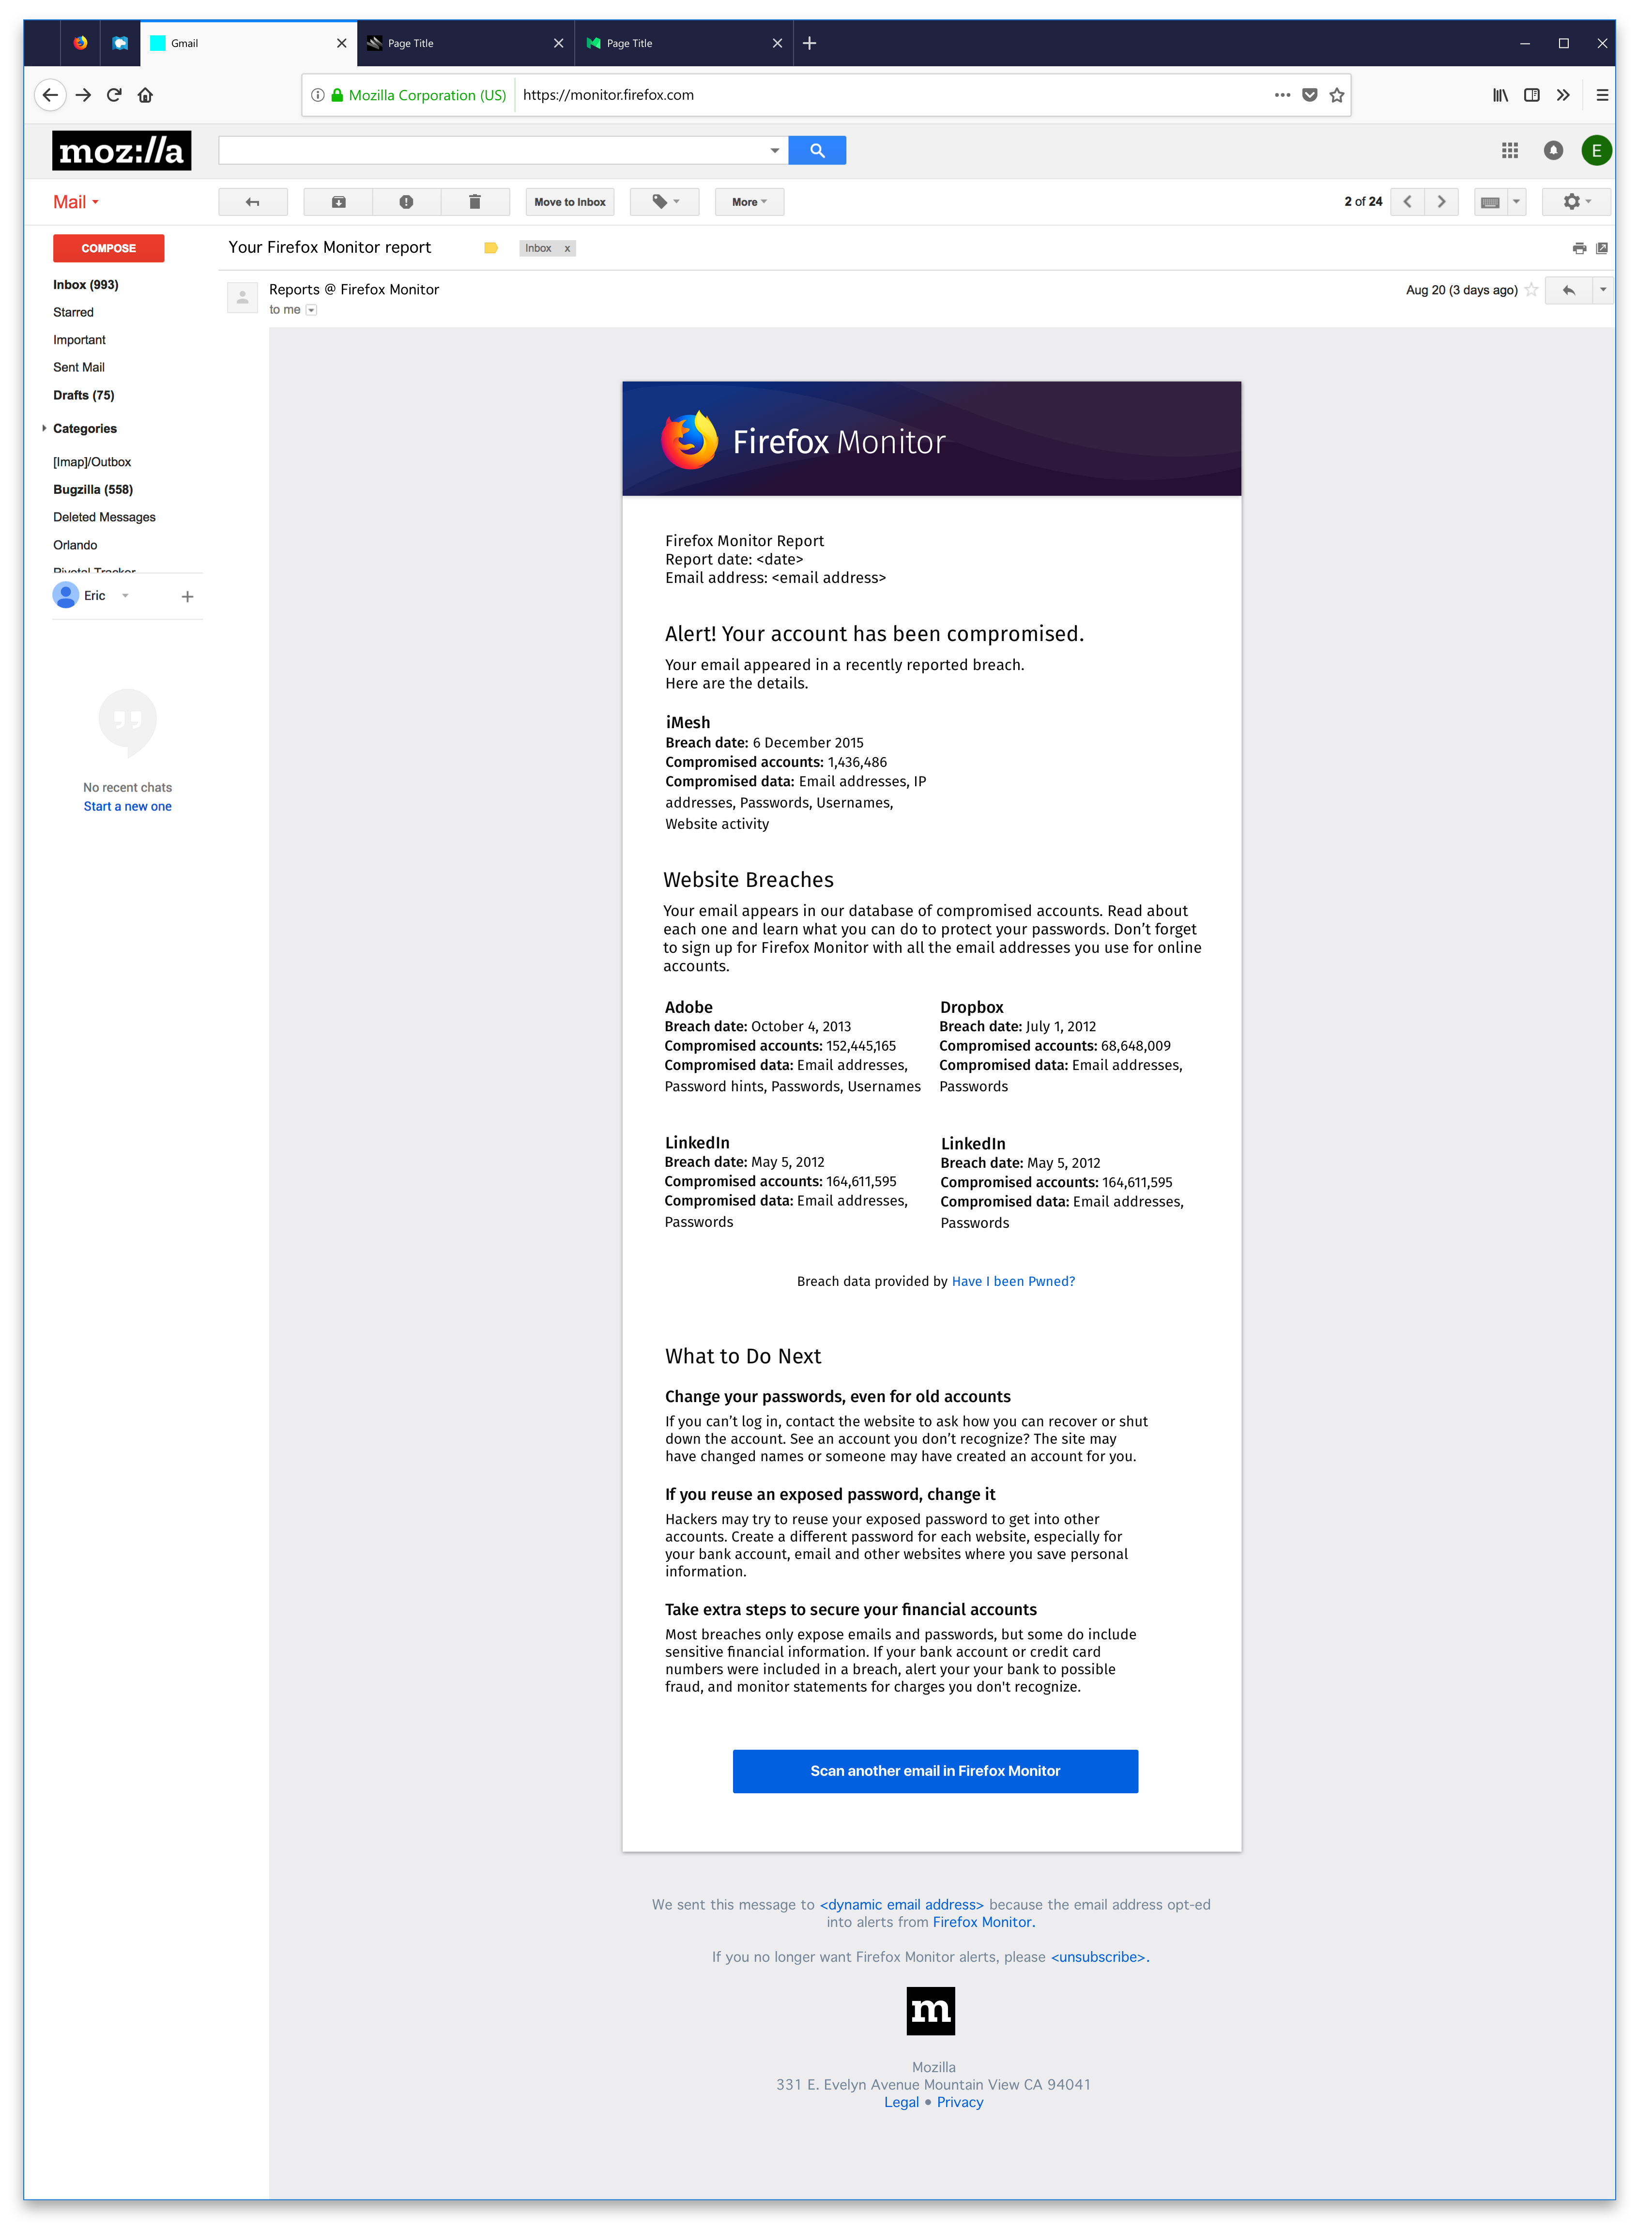 Gmail
Page Title
Page Title
Mozilla Corporation (US)
https://monitor.firefox.com
moz://a
E
Mail
Move to Inbox
More
2 of 24
COMPOSE
Your Firefox Monitor report
Inbox x
Inbox (993)
Starred
Important
Sent Mail
Drafts (75)
Categories
[Imap]/Outbox
Bugzilla (558)
Deleted Messages
Orlando
Pivotal Tracker
Eric
No recent chats
Start a new one
Reports @ Firefox Monitor
to me
Aug 20 (3 days ago)
Firefox Monitor
Firefox Monitor Report
Report date: <date>
Email address: <email address>
Alert! Your account has been compromised.
Your email appeared in a recently reported breach.
Here are the details.
iMesh
Breach date: 6 December 2015
Compromised accounts: 1,436,486
Compromised data: Email addresses, IP
addresses, Passwords, Usernames,
Website activity
Website Breaches
Your email appears in our database of compromised accounts. Read about
each one and learn what you can do to protect your passwords. Don’t forget
to sign up for Firefox Monitor with all the email addresses you use for online
accounts.
Adobe
Breach date: October 4, 2013
Compromised accounts: 152,445,165
Compromised data: Email addresses,
Password hints, Passwords, Usernames
Dropbox
Breach date: July 1, 2012
Compromised accounts: 68,648,009
Compromised data: Email addresses,
Passwords
LinkedIn
Breach date: May 5, 2012
Compromised accounts: 164,611,595
Compromised data: Email addresses,
Passwords
LinkedIn
Breach date: May 5, 2012
Compromised accounts: 164,611,595
Compromised data: Email addresses,
Passwords
Breach data provided by Have I been Pwned?
What to Do Next
Change your passwords, even for old accounts
If you can’t log in, contact the website to ask how you can recover or shut
down the account. See an account you don’t recognize? The site may
have changed names or someone may have created an account for you.
If you reuse an exposed password, change it
Hackers may try to reuse your exposed password to get into other
accounts. Create a different password for each website, especially for
your bank account, email and other websites where you save personal
information.
Take extra steps to secure your financial accounts
Most breaches only expose emails and passwords, but some do include
sensitive financial information. If your bank account or credit card
numbers were included in a breach, alert your your bank to possible
fraud, and monitor statements for charges you don't recognize.
Scan another email in Firefox Monitor
We sent this message to <dynamic email address> because the email address opt-ed
into alerts from Firefox Monitor.
If you no longer want Firefox Monitor alerts, please <unsubscribe>.
m
Mozilla
331 E. Evelyn Avenue Mountain View CA 94041
Legal • Privacy